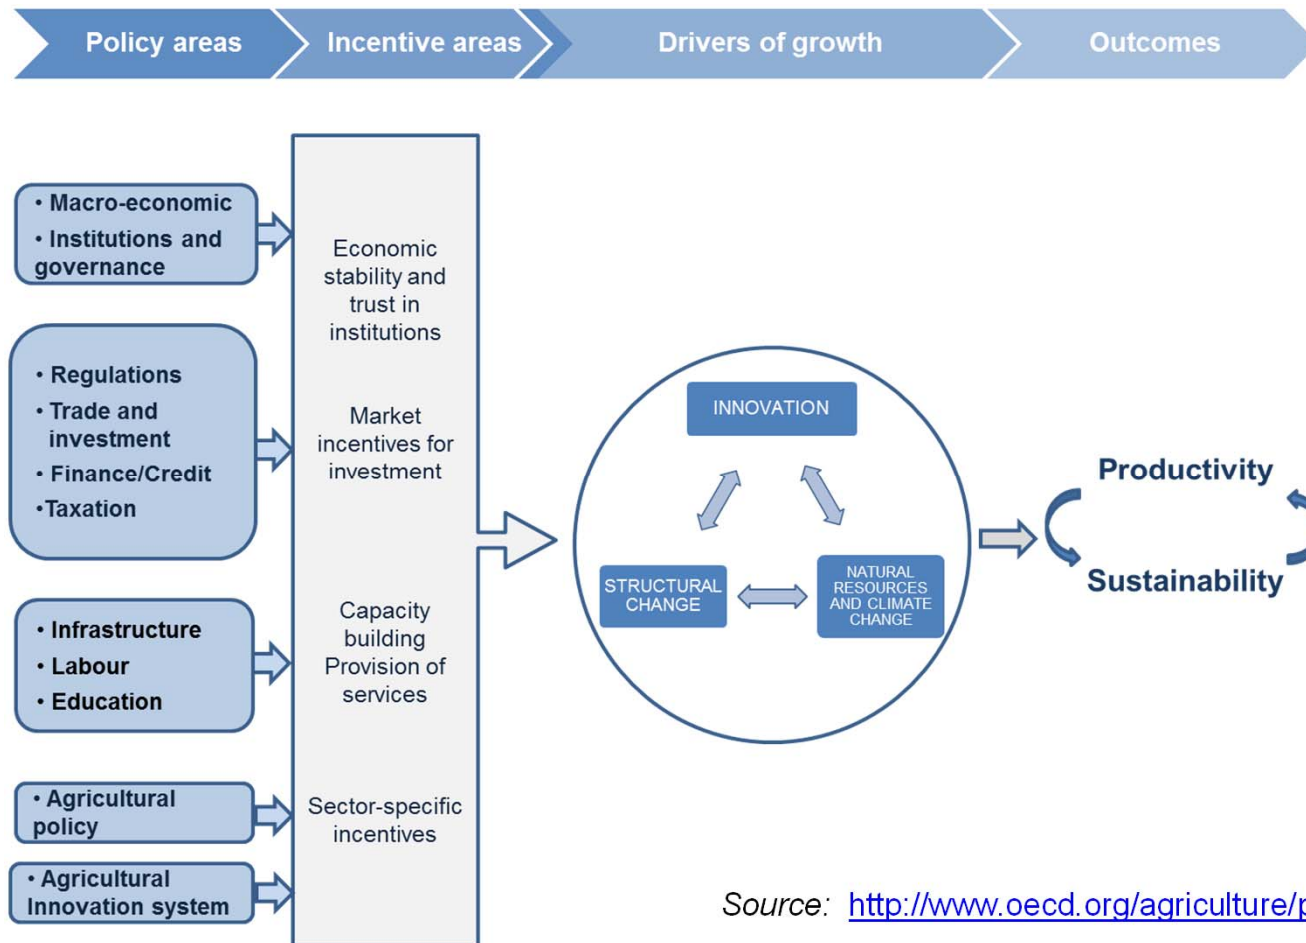 Policy areas
Incentive areas
Drivers of growth
Outcomes
• Macro-economic
• Institutions and
governance
• Regulations
• Trade and
investment
• Finance/Credit
•Taxation
• Infrastructure
• Labour
• Education
• Agricultural
policy
• Agricultural
Innovation system
Economic
stability and
trust in
institutions
Market
incentives for
investment
Capacity
building
Provision of
services
Sector-specific
incentives
INNOVATION
STRUCTURAL
CHANGE
NATURAL
RESOURCES
AND CLIMATE
CHANGE
Productivity
Sustainability
Source: http://www.oecd.org/agriculture/p